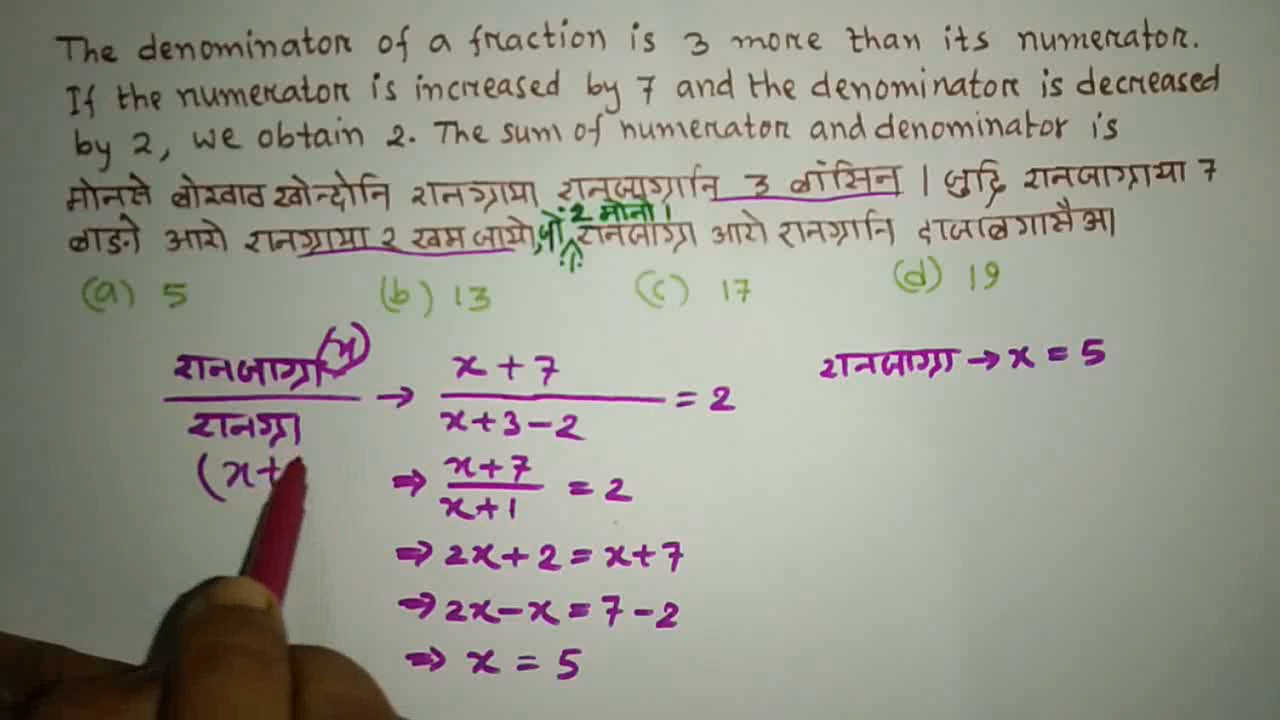 The denominator of a fraction is 3 more than its numerator.
If the numerator is increased by 7 and the denominator is decreased
by 2, we obtain 2. The sum of numerator and denominator is
मोनसे बोखाव खोन्दोनि रानग्राया रानजाग्रानि 3 बांसिन । जुदि रानजाग्राया 7
: 2 मोनो।
बाडने आरो रानग्राया 2 खम जायो, बो रानजाग्रा आरो रानग्रानि दाजाबगासैआ
(a) 5 (b) 13 (c) 17 (d) 19
रानजाग्रा (x) → x + 7 / x + 3 - 2 = 2
रानग्रा
(x+
रानजाग्रा → x = 5
⇒ x + 7 / x + 1 = 2
⇒ 2x + 2 = x + 7
⇒ 2x - x = 7 - 2
⇒ x = 5